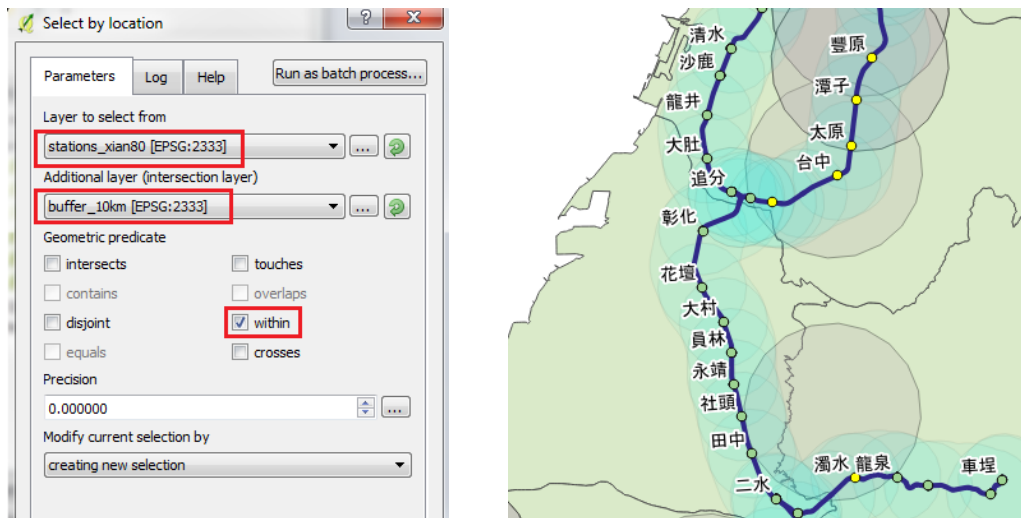 Select by location
?
x
Parameters
Log
Help
Run as batch process...
Layer to select from
stations_xian80 [EPSG:2333]
...
Additional layer (intersection layer)
buffer_10km [EPSG:2333]
...
Geometric predicate
intersects
touches
contains
overlaps
disjoint
within
equals
crosses
Precision
0.000000
...
Modify current selection by
creating new selection
清水
豐原
沙鹿
潭子
龍井
太原
大肚
台中
追分
彰化
花壇
大村
員林
永靖
社頭
田中
濁水
龍泉
車埕
二水